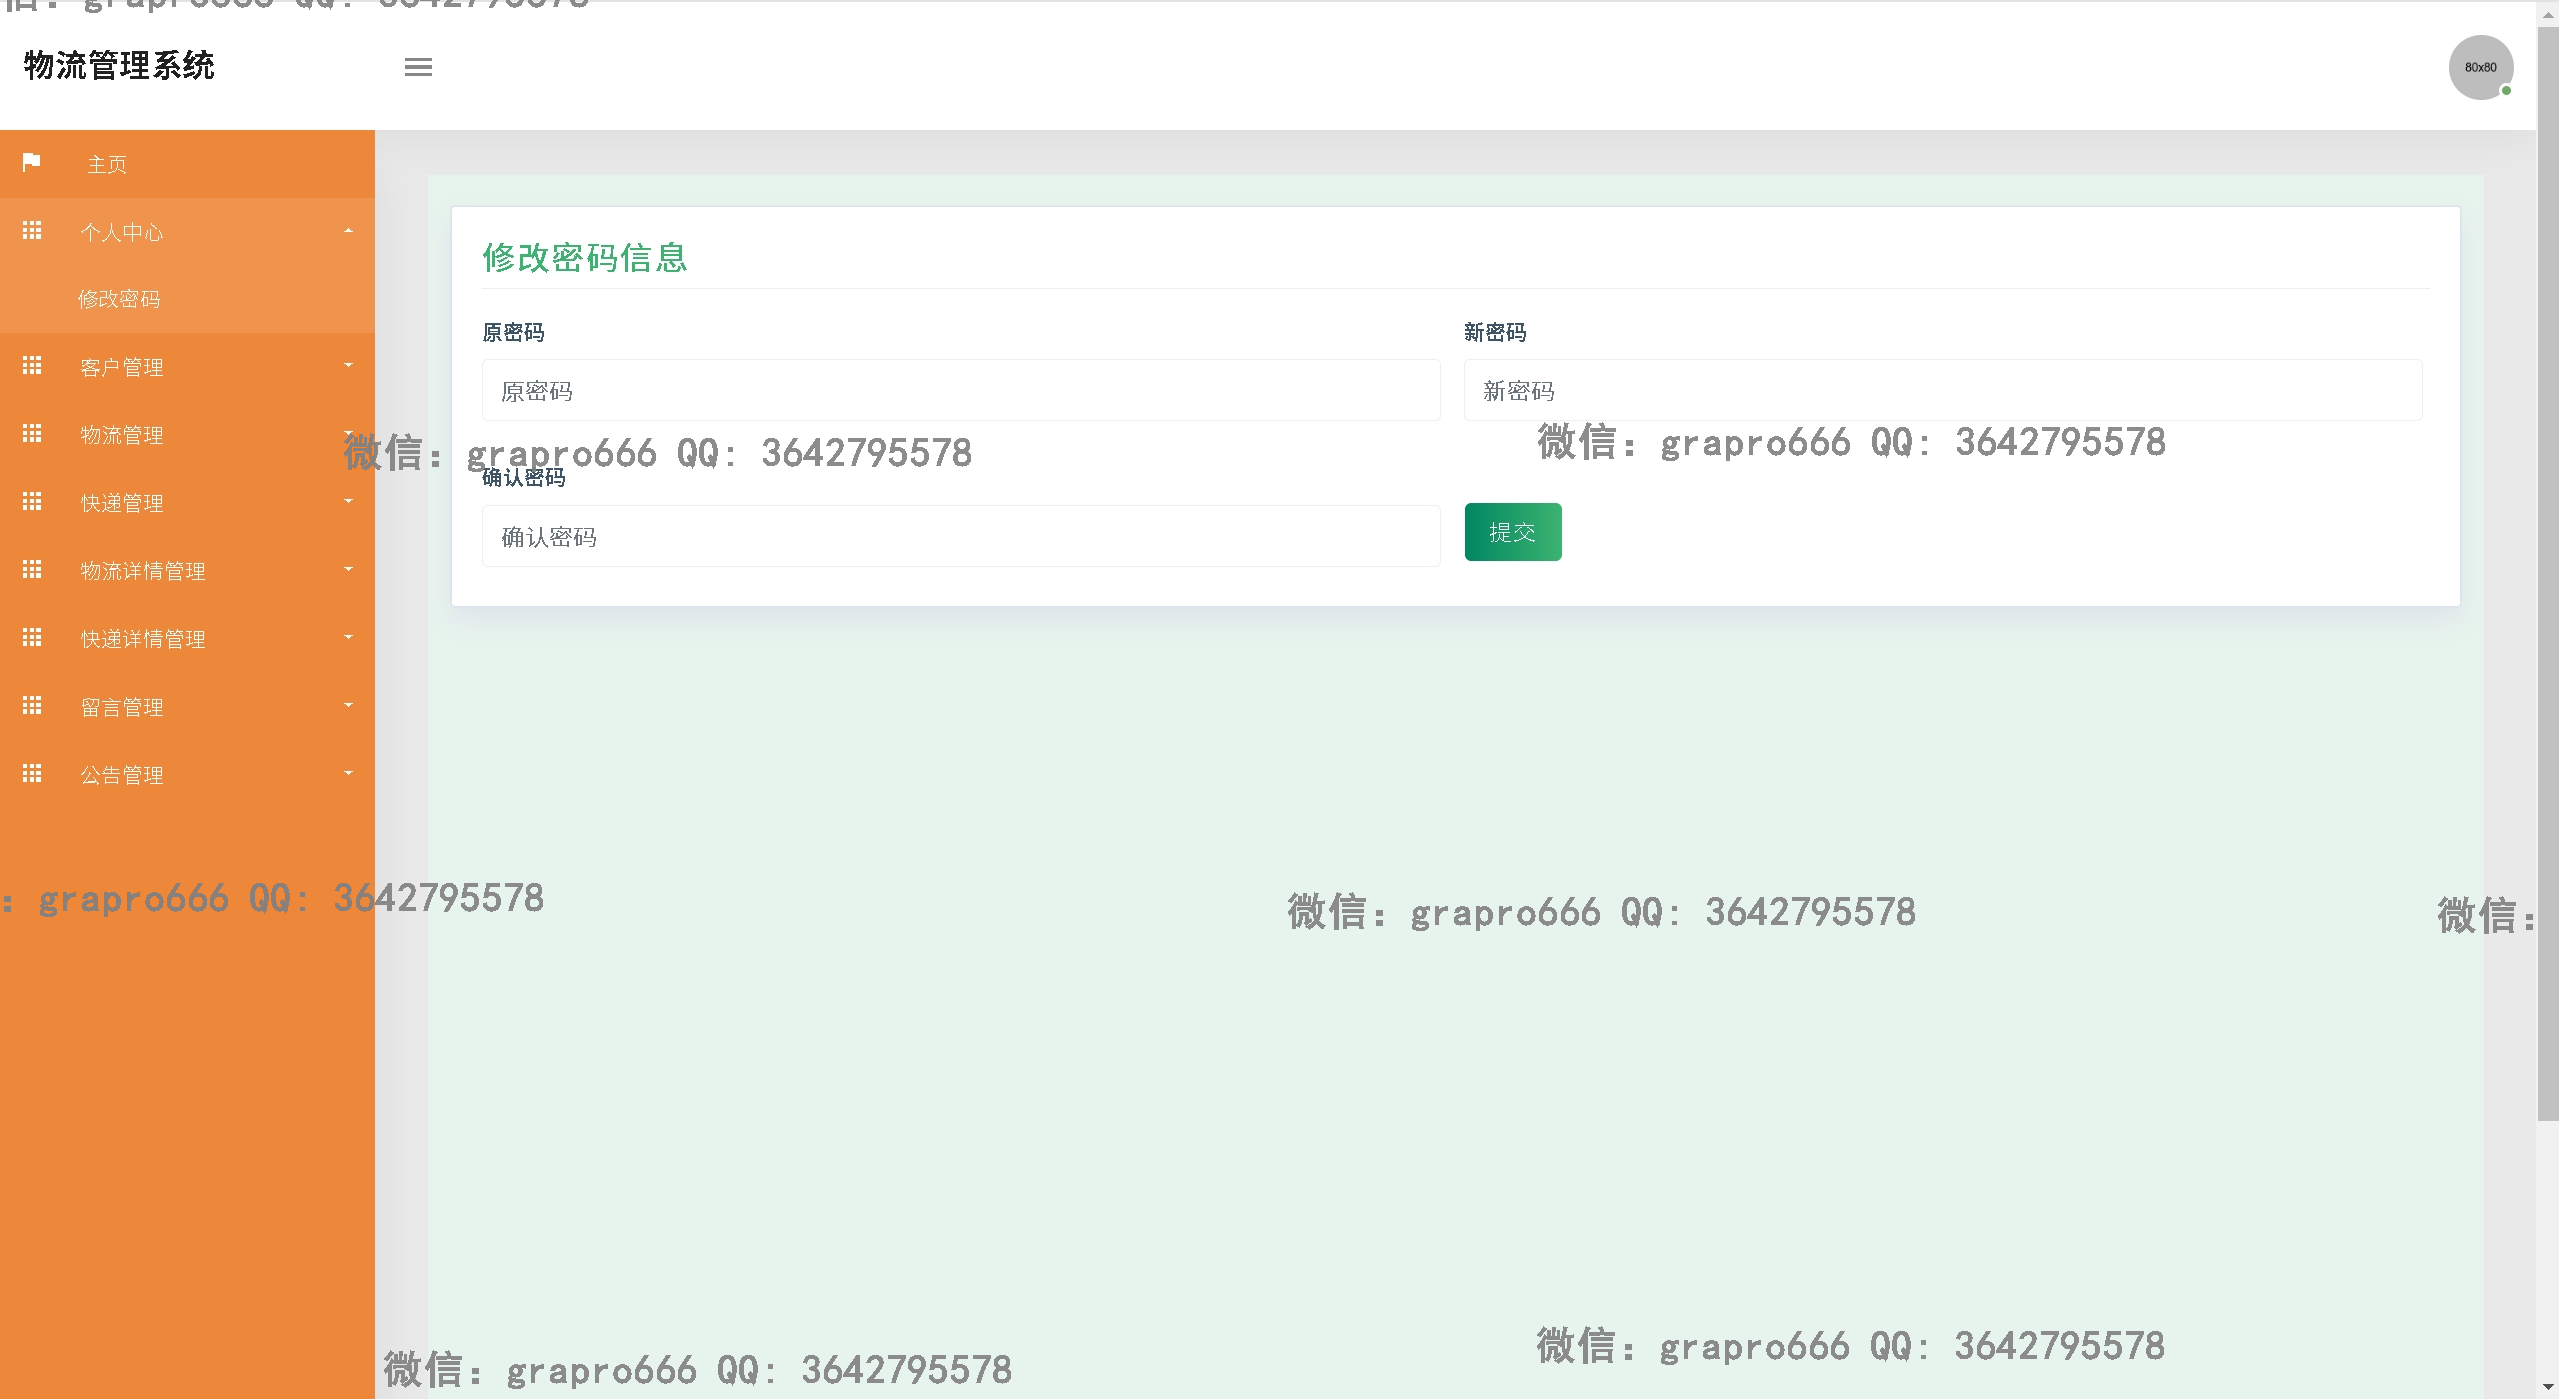 物流管理系统
80x80
主页
个人中心
修改密码
客户管理
物流管理
快递管理
物流详情管理
快递详情管理
留言管理
公告管理
修改密码信息
原密码
新密码
原密码
新密码
微信: grapro666 QQ: 3642795578
微信: grapro666 QQ: 3642795578
确认密码
确认密码
提交
: grapro666 QQ: 3642795578
微信: grapro666 QQ: 3642795578
微信:
微信: grapro666 QQ: 3642795578
微信: grapro666 QQ: 3642795578